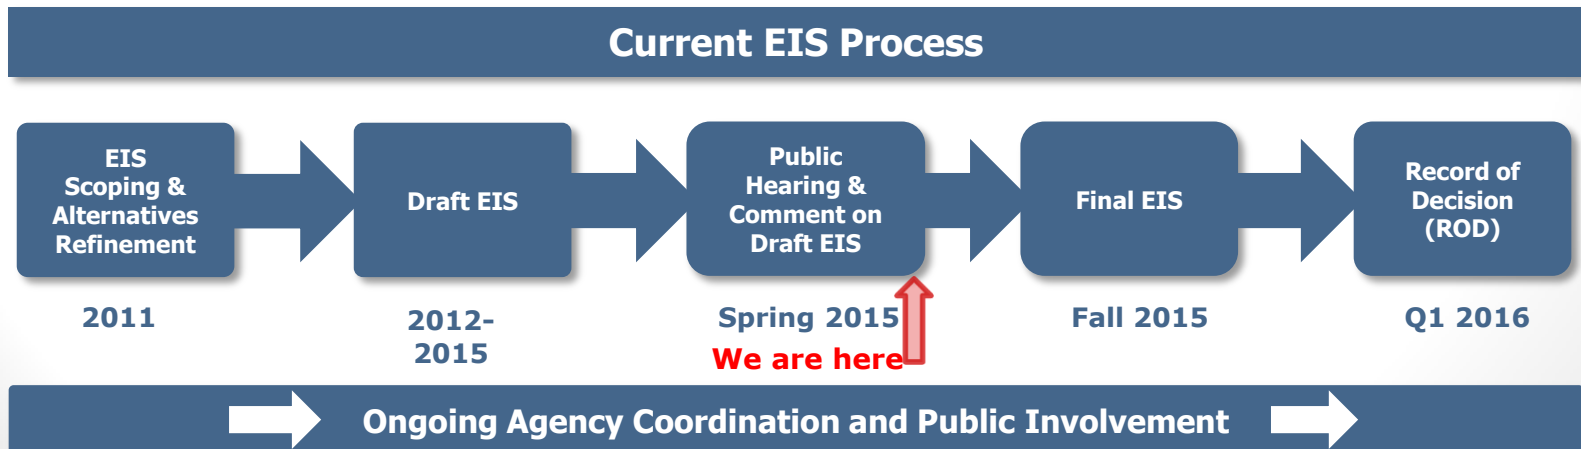 Current EIS Process
EIS
Scoping &
Alternatives
Refinement
Draft EIS
Public
Hearing &
Comment on
Draft EIS
Final EIS
Record of
Decision
(ROD)
2011
2012-
2015
Spring 2015
We are here
Fall 2015
Q1 2016
Ongoing Agency Coordination and Public Involvement